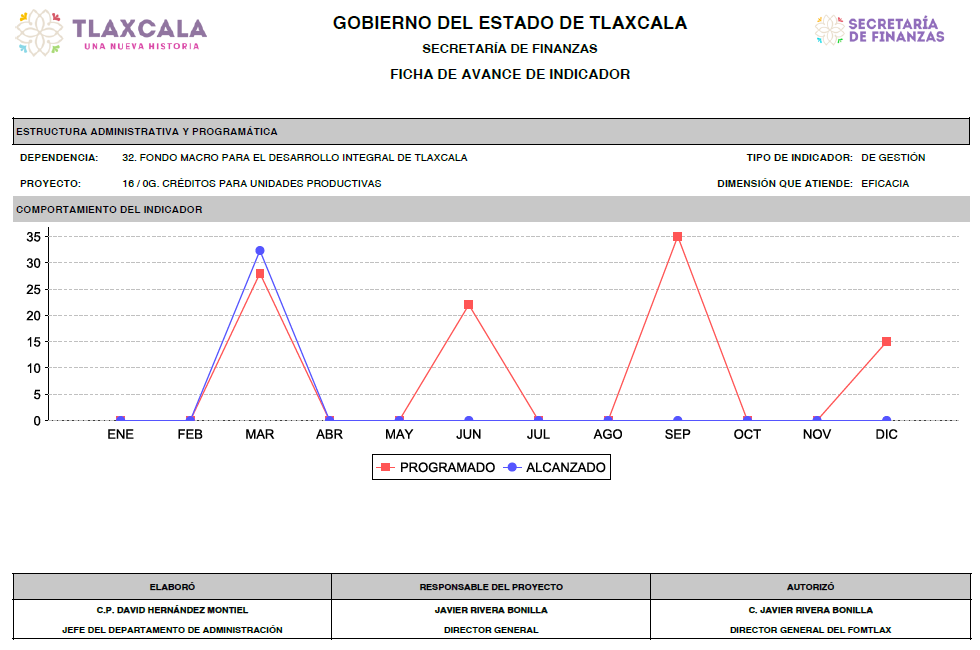 TLAXCALA
UNA NUEVA HISTORIA
GOBIERNO DEL ESTADO DE TLAXCALA
SECRETARÍA DE FINANZAS
FICHA DE AVANCE DE INDICADOR
SECRETARÍA
DE FINANZAS
ESTRUCTURA ADMINISTRATIVA Y PROGRAMÁTICA
DEPENDENCIA: 32. FONDO MACRO PARA EL DESARROLLO INTEGRAL DE TLAXCALA TIPO DE INDICADOR: DE GESTIÓN
PROYECTO: 16 / 0G. CRÉDITOS PARA UNIDADES PRODUCTIVAS DIMENSIÓN QUE ATIENDE: EFICACIA
COMPORTAMIENTO DEL INDICADOR
35
30
25
20
15
10
5
0
ENE FEB MAR ABR MAY JUN JUL AGO SEP OCT NOV DIC
PROGRAMADO ALCANZADO
ELABORÓ RESPONSABLE DEL PROYECTO AUTORIZÓ
C.P. DAVID HERNÁNDEZ MONTIEL JAVIER RIVERA BONILLA C. JAVIER RIVERA BONILLA
JEFE DEL DEPARTAMENTO DE ADMINISTRACIÓN DIRECTOR GENERAL DIRECTOR GENERAL DEL FOMTLAX